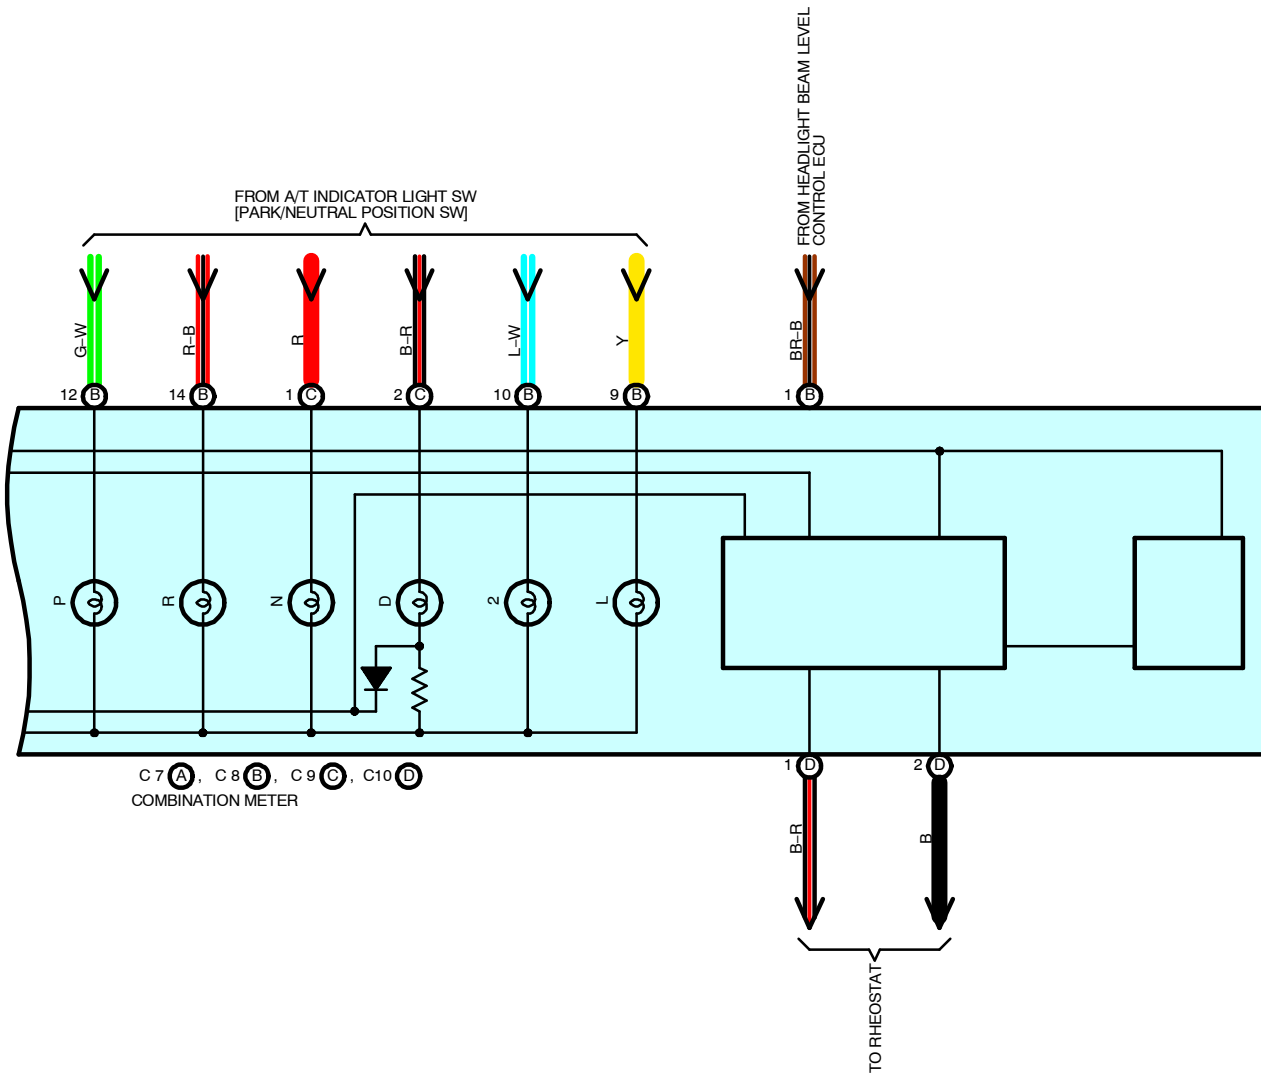 FROM HEADLIGHT BEAM LEVEL
CONTROL ECU
FROM A/T INDICATOR LIGHT SW
[PARK/NEUTRAL POSITION SW]
G–W
R–B
R
B–R
L–W
Y
BR–B
12 B
14 B
1 C
2 C
10 B
9 B
1 B
P
R
N
D
2
L
C 7 A , C 8 B , C 9 C , C10 D
COMBINATION METER
1 D
2 D
B–R
B
TO RHEOSTAT